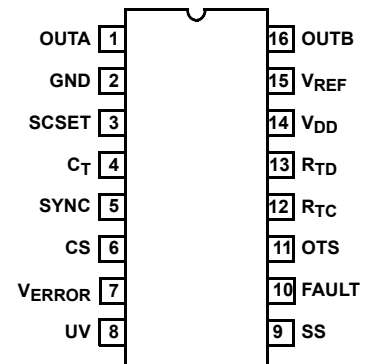 OUTA 1 16 OUTB
GND 2 15 VREF
SCSET 3 14 VDD
CT 4 13 RTD
SYNC 5 12 RTC
CS 6 11 OTS
VERROR 7 10 FAULT
UV 8 9 SS